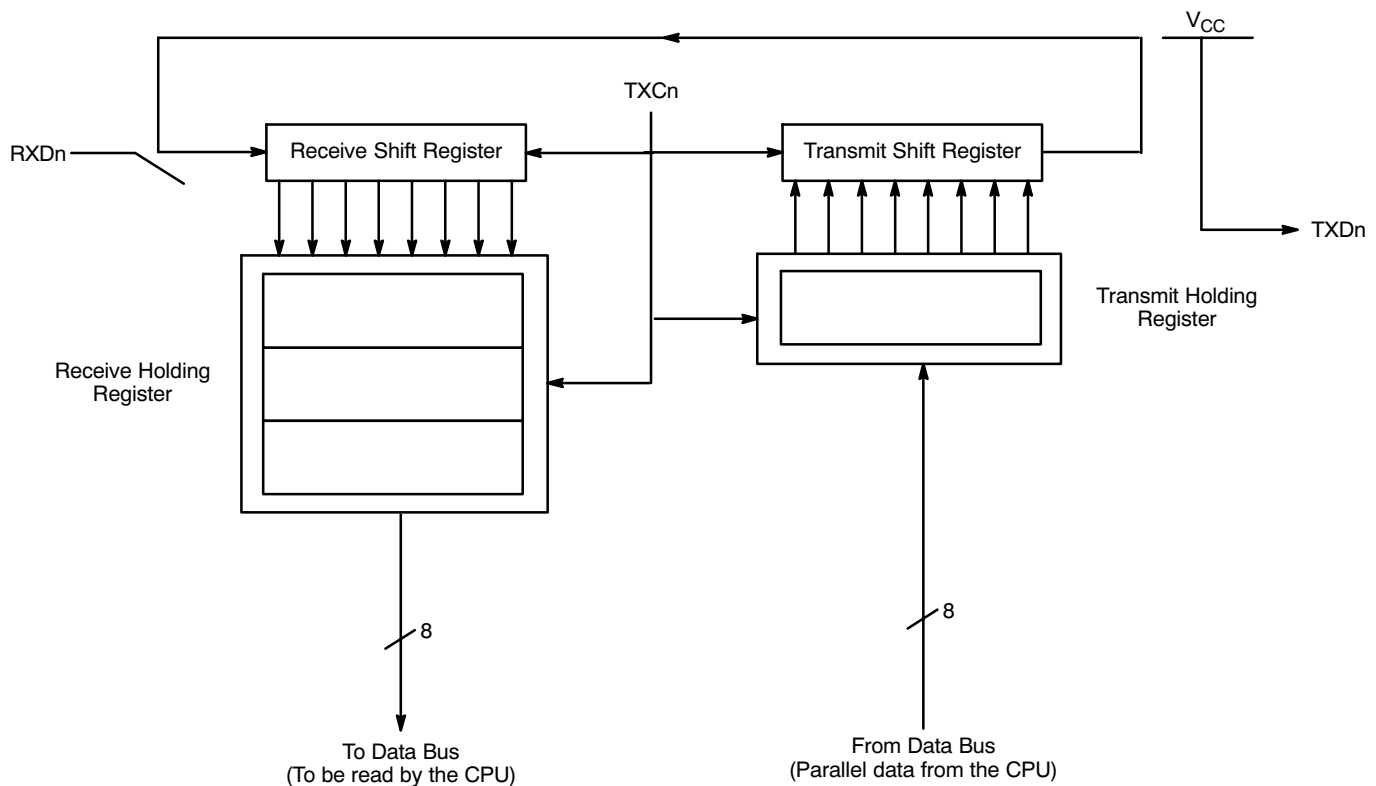 V_CC
TXCn
RXDn
Receive Shift Register
Transmit Shift Register
TXDn
Transmit Holding
Register
Receive Holding
Register
8
8
To Data Bus
(To be read by the CPU)
From Data Bus
(Parallel data from the CPU)